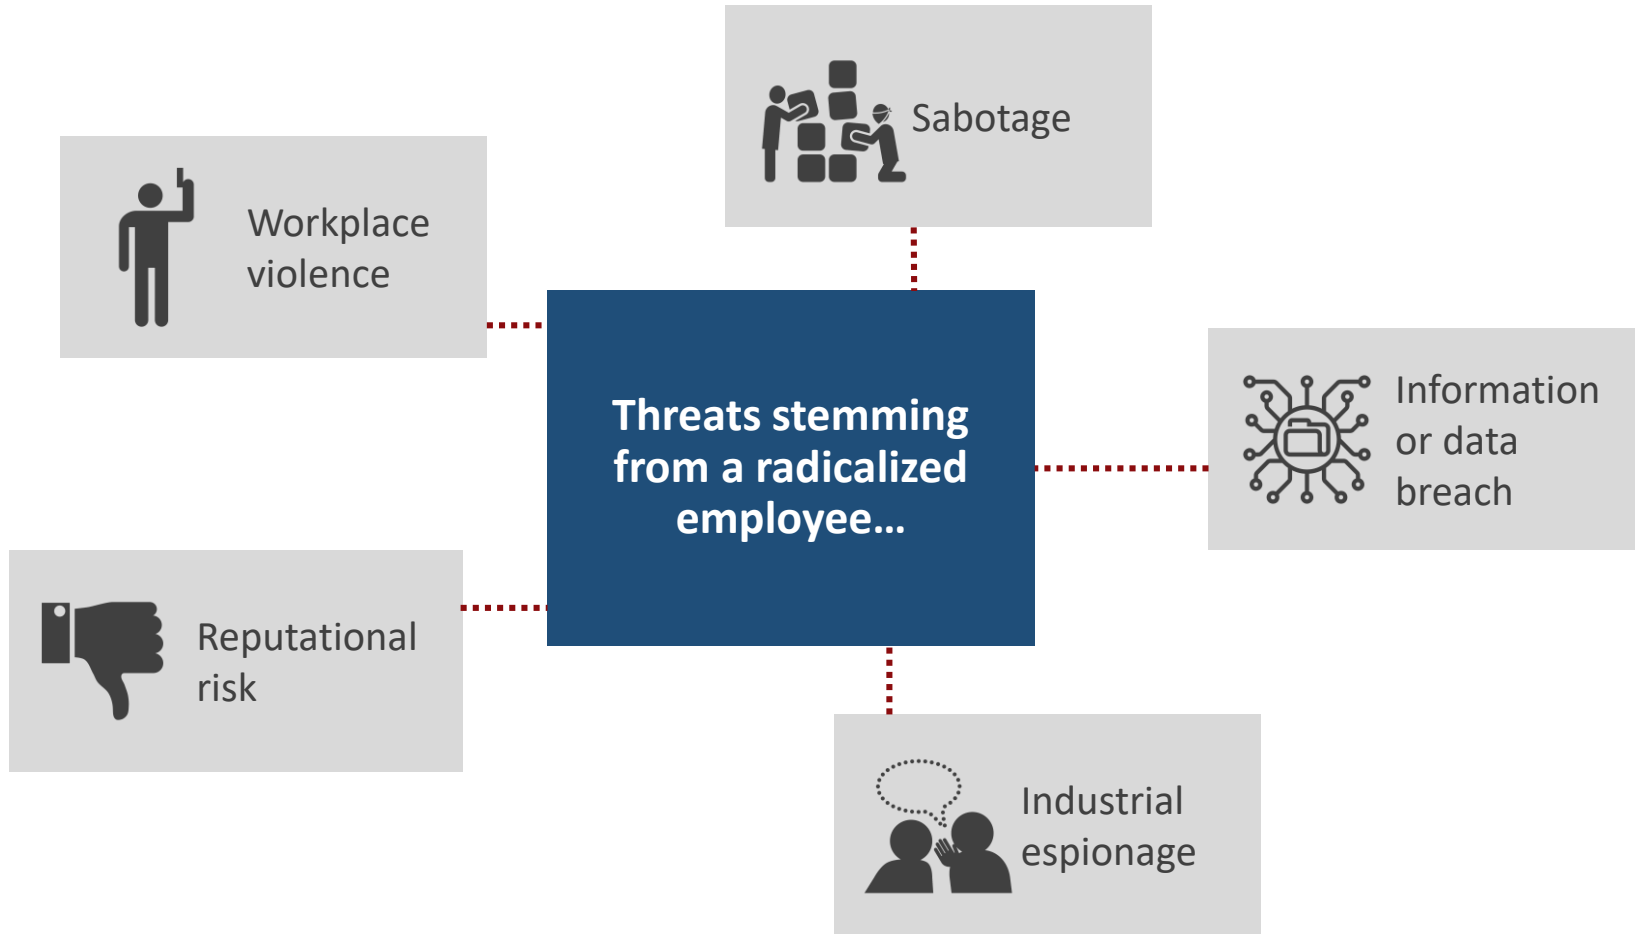 Sabotage
Workplace
violence
Threats stemming
from a radicalized
employee…
Information
or data
breach
Reputational
risk
Industrial
espionage